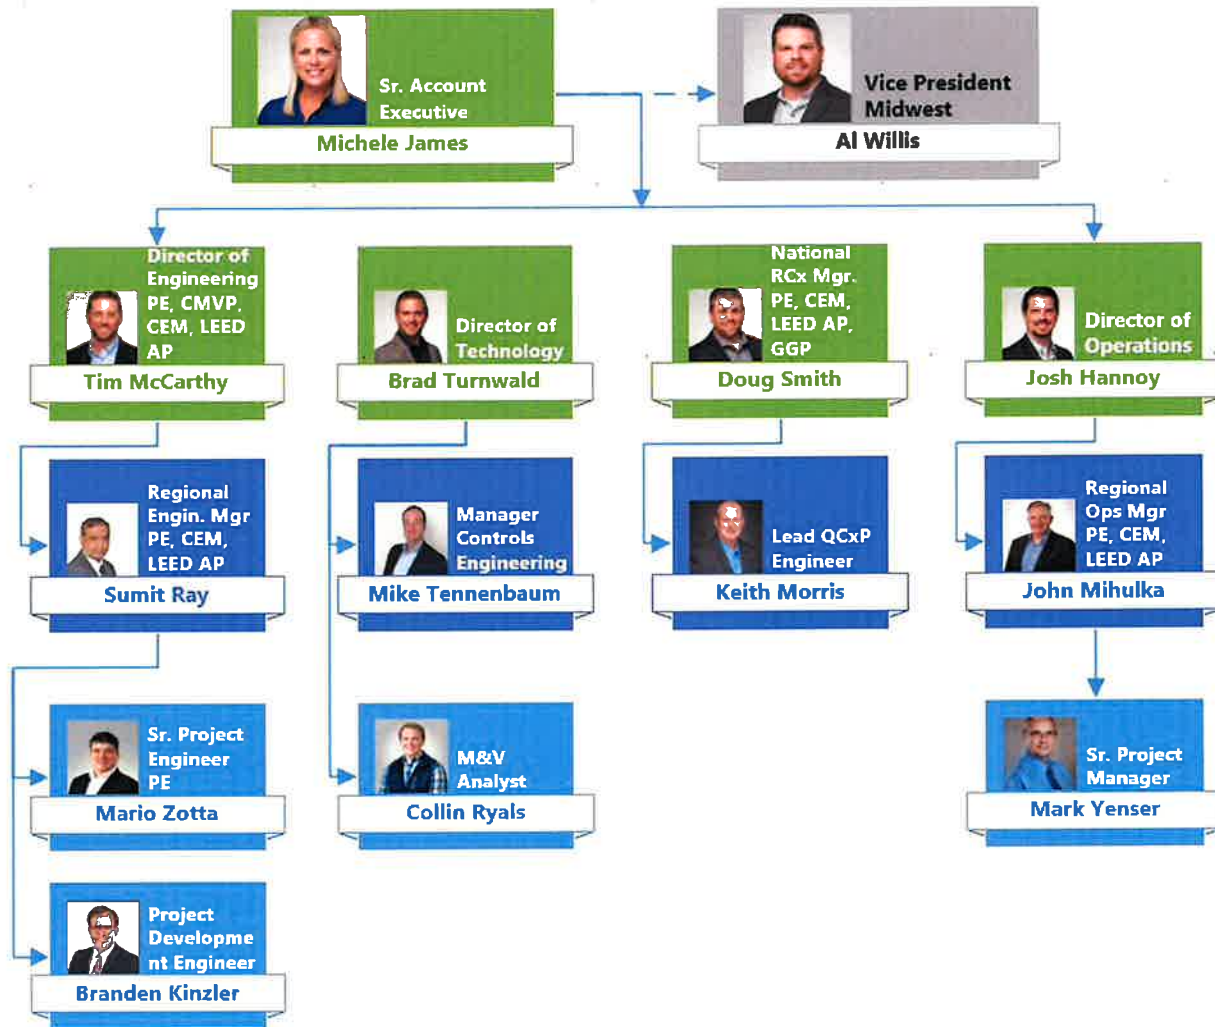 Sr. Account
Executive
Michele James
Vice President
Midwest
Al Willis
Director of
Engineering
PE, CMVP,
CEM, LEED
AP
Tim McCarthy
Director of
Technology
Brad Turnwald
National
RCx Mgr.
PE, CEM,
LEED AP,
GGP
Doug Smith
Director of
Operations
Josh Hannoy
Regional
Engin. Mgr
PE, CEM,
LEED AP
Sumit Ray
Manager
Controls
Engineering
Mike Tennenbaum
Lead QCxP
Engineer
Keith Morris
Regional
Ops Mgr
PE, CEM,
LEED AP
John Mihulka
Sr. Project
Engineer
PE
Mario Zotta
M&V
Analyst
Collin Ryals
Sr. Project
Manager
Mark Yenser
Project
Developme
nt Engineer
Branden Kinzler